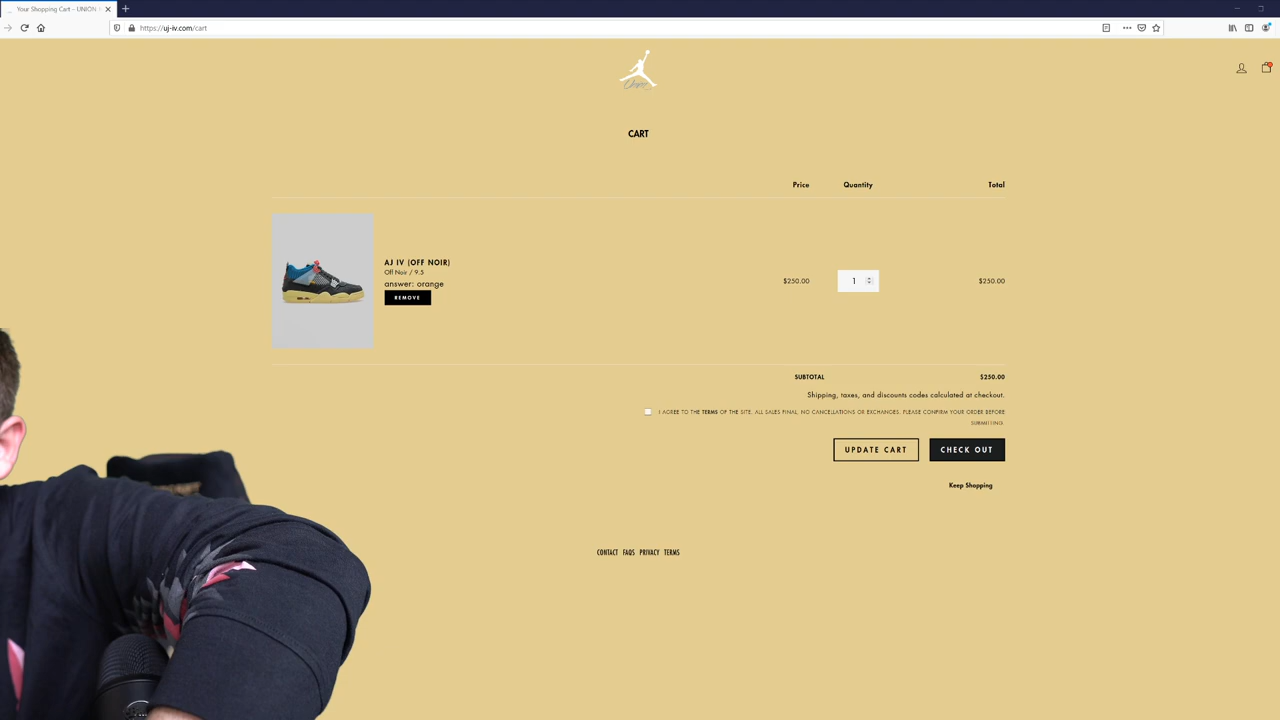 Your Shopping Cart – UNION
https://uj-iv.com/cart
Union
CART
Price Quantity Total
AJ IV (OFF NOIR)
Off Noir / 9.5
answer: orange
REMOVE
$250.00 1 $250.00
SUBTOTAL $250.00
Shipping, taxes, and discounts codes calculated at checkout.
I AGREE TO THE TERMS OF THE SITE. ALL SALES FINAL, NO CANCELLATIONS OR EXCHANGES. PLEASE CONFIRM YOUR ORDER BEFORE
SUBMITTING.
UPDATE CART CHECK OUT
Keep Shopping
CONTACT FAQS PRIVACY TERMS